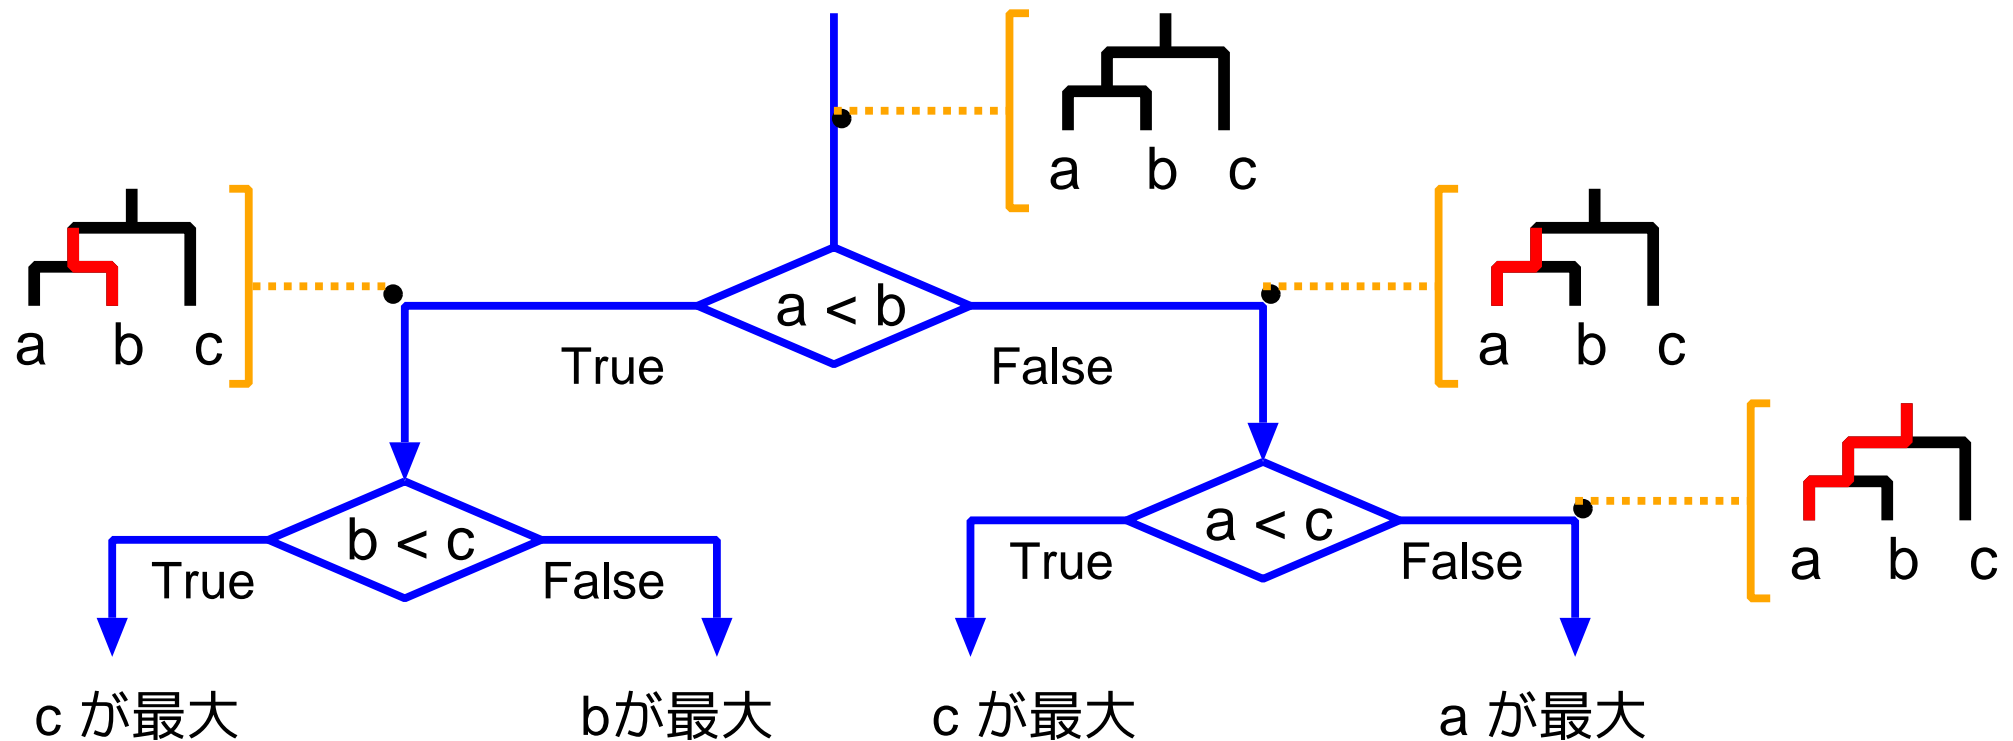 a b c
a < b
True
False
a b c
a b c
b < c
True
False
a < c
True
False
a b c
c が最大
bが最大
c が最大
a が最大